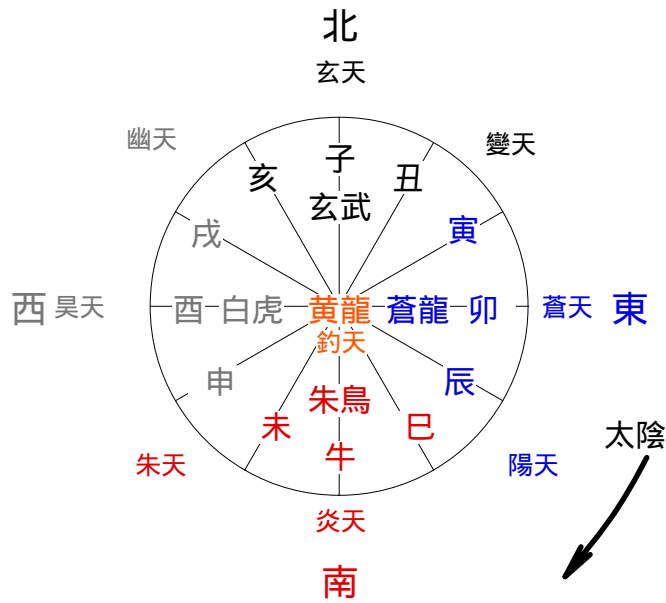 北
玄天
幽天
變天
子
亥
丑
玄武
戌
寅
西 昊天
酉 白虎 黄龍 蒼龍 卯
蒼天 東
釣天
申
辰
朱鳥
未
巳
牛
太陰
朱天
陽天
炎天
南